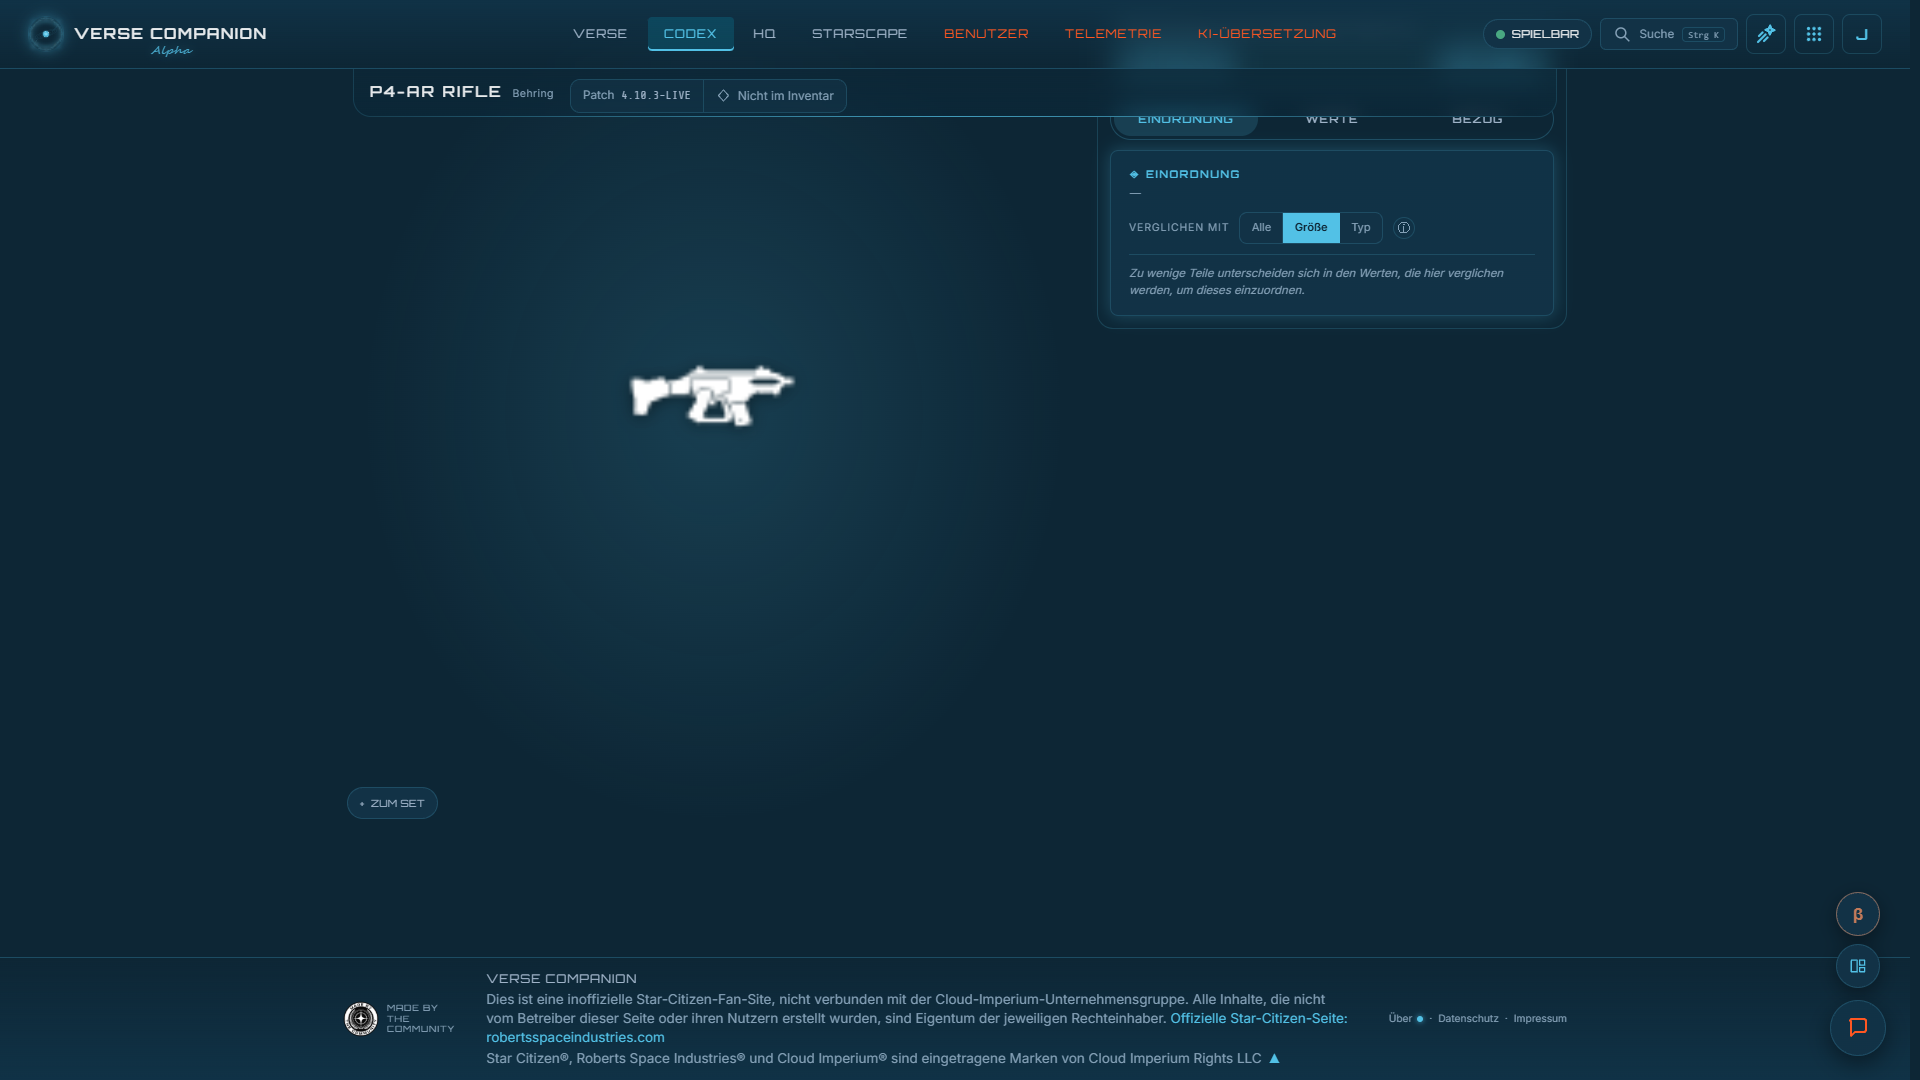 VERSE COMPANION
Alpha
VERSE
CODEX
HQ
STARSCAPE
BENUTZER
TELEMETRIE
KI-ÜBERSETZUNG
SPIELBAR
Suche Strg K
P4-AR RIFLE Behring
Patch 4.10.3-LIVE
Nicht im Inventar
EINORDNUNG
WERTE
BEZUG
EINORDNUNG
—
VERGLICHEN MIT
Alle
Größe
Typ
Zu wenige Teile unterscheiden sich in den Werten, die hier verglichen
werden, um dieses einzuordnen.
+ ZUM SET
β
MADE BY
THE
COMMUNITY
VERSE COMPANION
Dies ist eine inoffizielle Star-Citizen-Fan-Site, nicht verbunden mit der Cloud-Imperium-Unternehmensgruppe. Alle Inhalte, die nicht
vom Betreiber dieser Seite oder ihren Nutzern erstellt wurden, sind Eigentum der jeweiligen Rechteinhaber. Offizielle Star-Citizen-Seite:
robertsspaceindustries.com
Star Citizen®, Roberts Space Industries® und Cloud Imperium® sind eingetragene Marken von Cloud Imperium Rights LLC ▲
Über · Datenschutz · Impressum